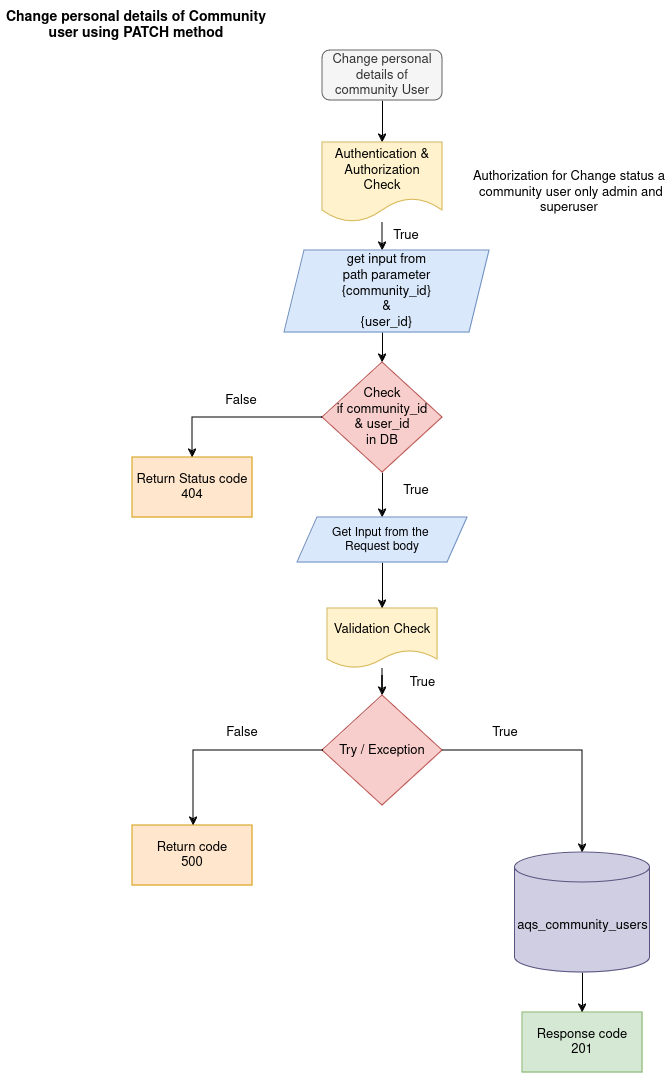 Change personal details of Community
user using PATCH method
Change personal
details of
community User
Authentication &
Authorization
Check
Authorization for Change status a
community user only admin and
superuser
True
get input from
path parameter
{community_id}
&
{user_id}
Check
if community_id
& user_id
in DB
False
Return Status code
404
True
Get Input from the
Request body
Validation Check
True
Try / Exception
False
True
Return code
500
aqs_community_users
Response code
201